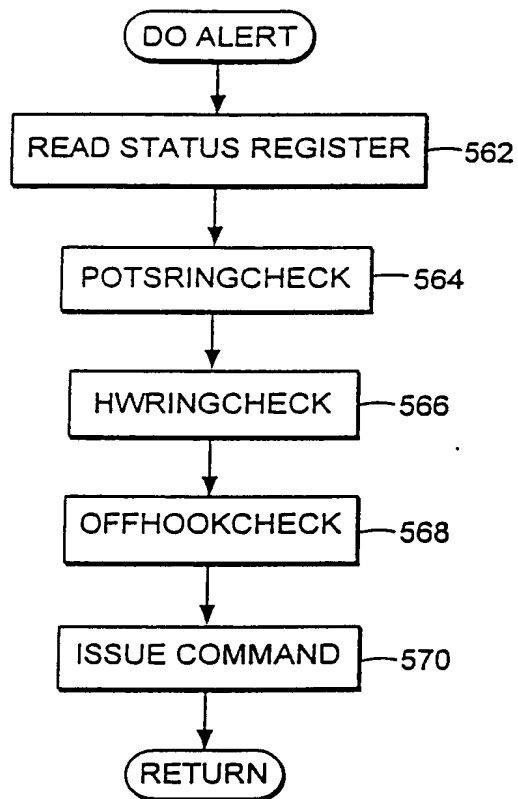 DO ALERT
READ STATUS REGISTER 562
POTSRINGCHECK 564
HWRINGCHECK 566
OFFHOOKCHECK 568
ISSUE COMMAND 570
RETURN